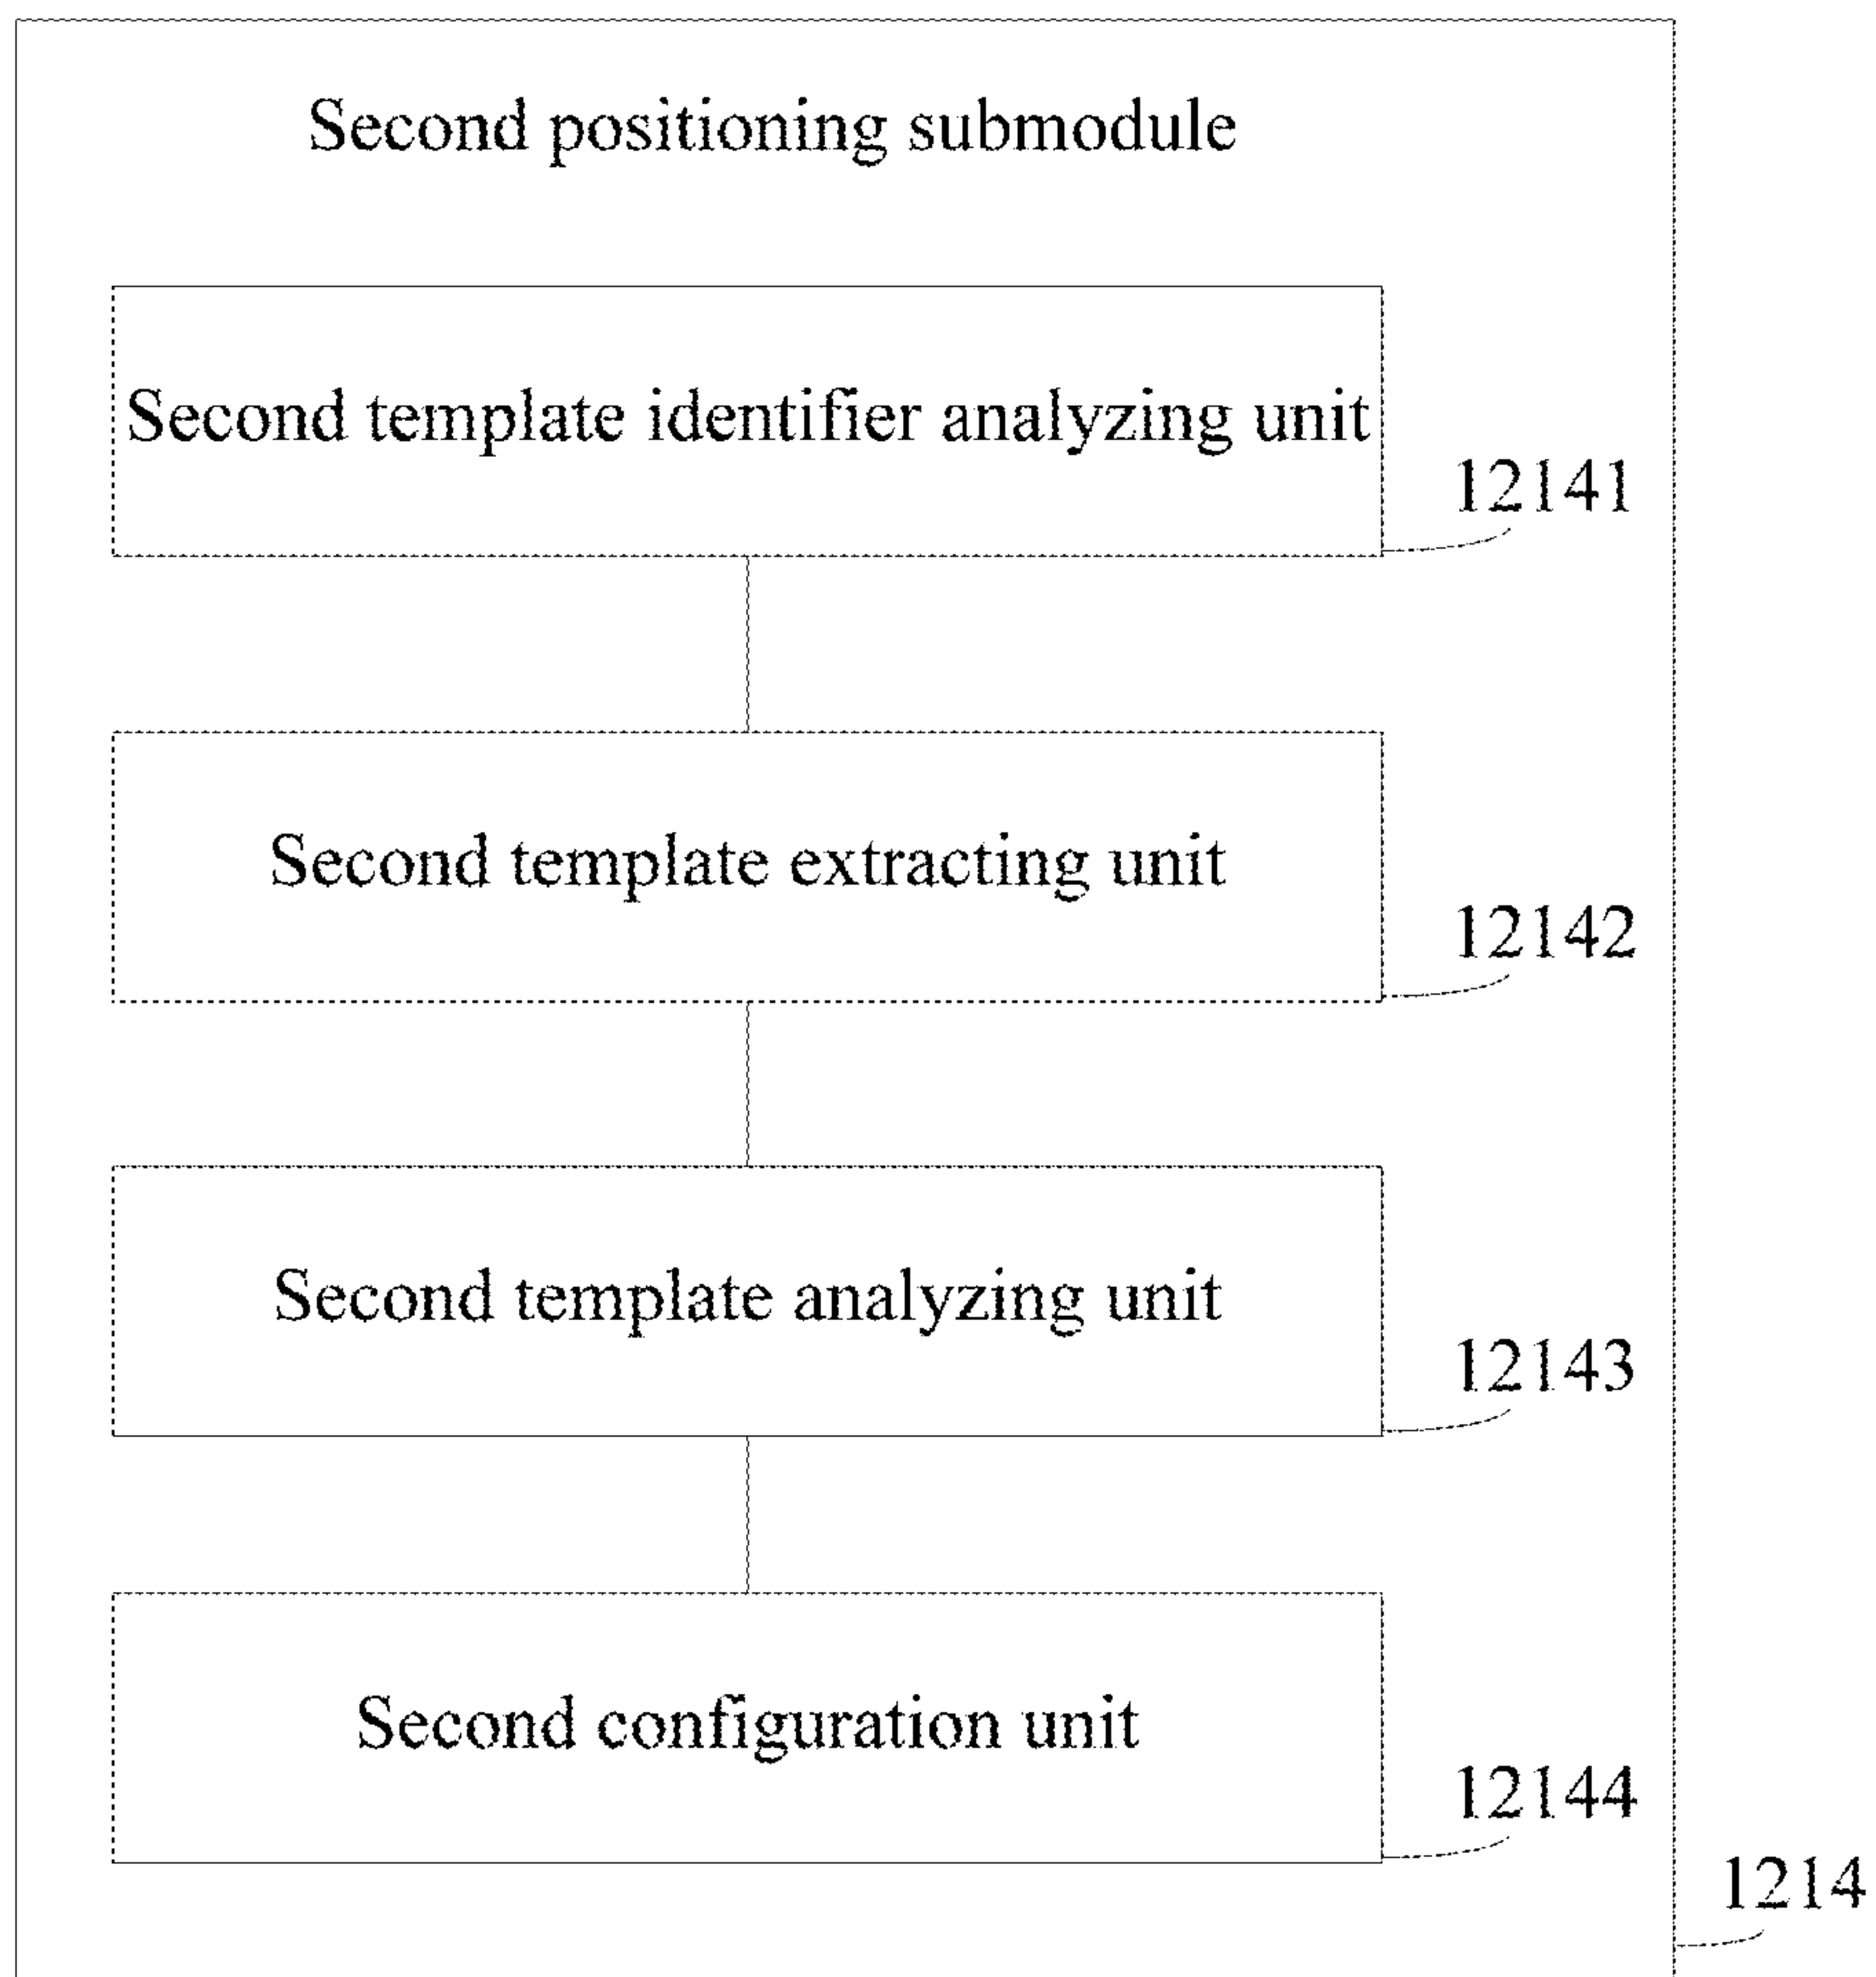 Second positioning submodule
Second template identifier analyzing unit
12141
Second template extracting unit
12142
Second template analyzing unit
12143
Second configuration unit
12144
1214